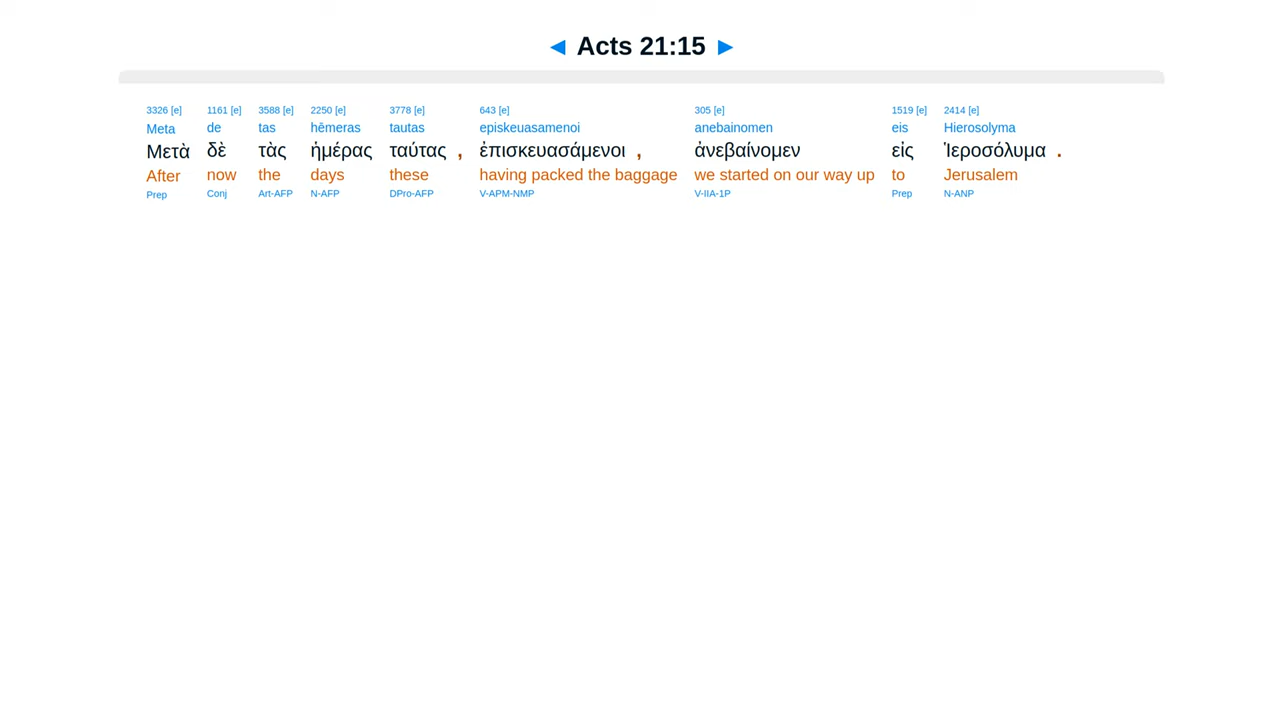 ◄ Acts 21:15 ►
3326 [e] 1161 [e] 3588 [e] 2250 [e] 3778 [e] 643 [e] 305 [e] 1519 [e] 2414 [e]
Meta de tas hēmeras tautas episkeuasamenoi anebainomen eis Hierosolyma
Μετὰ δὲ τὰς ἡμέρας ταύτας , ἐπισκευασάμενοι , ἀνεβαίνομεν εἰς Ἱεροσόλυμα .
After now the days these having packed the baggage we started on our way up to Jerusalem
Prep Conj Art-AFP N-AFP DPro-AFP V-APM-NMP V-IIA-1P Prep N-ANP